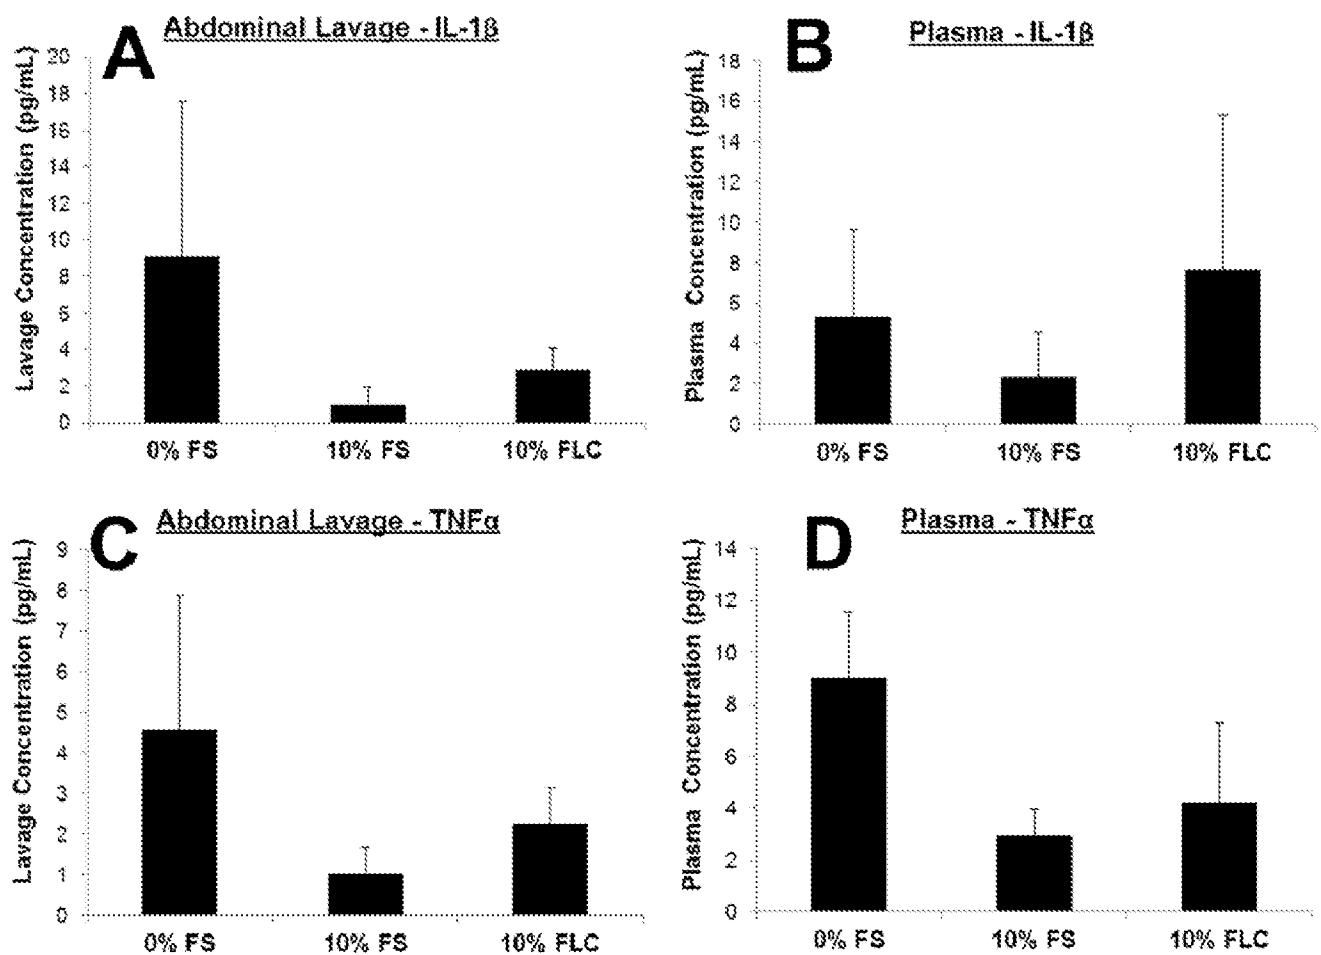 A
Abdominal Lavage - IL-1β
Lavage Concentration (pg/mL)
20
18
16
14
12
10
8
6
4
2
0
0% FS
10% FS
10% FLC
B
Plasma - IL-1β
Plasma Concentration (pg/mL)
18
16
14
12
10
8
6
4
2
0
0% FS
10% FS
10% FLC
C
Abdominal Lavage - TNFα
Lavage Concentration (pg/mL)
9
8
7
6
5
4
3
2
1
0
0% FS
10% FS
10% FLC
D
Plasma - TNFα
Plasma Concentration (pg/mL)
14
12
10
8
6
4
2
0
0% FS
10% FS
10% FLC